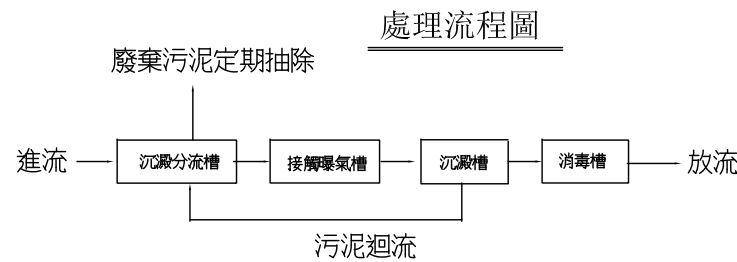 處理流程圖
廢棄污泥定期抽除
進流
沉澱分流槽
接觸曝氣槽
沉澱槽
消毒槽
放流
污泥迴流